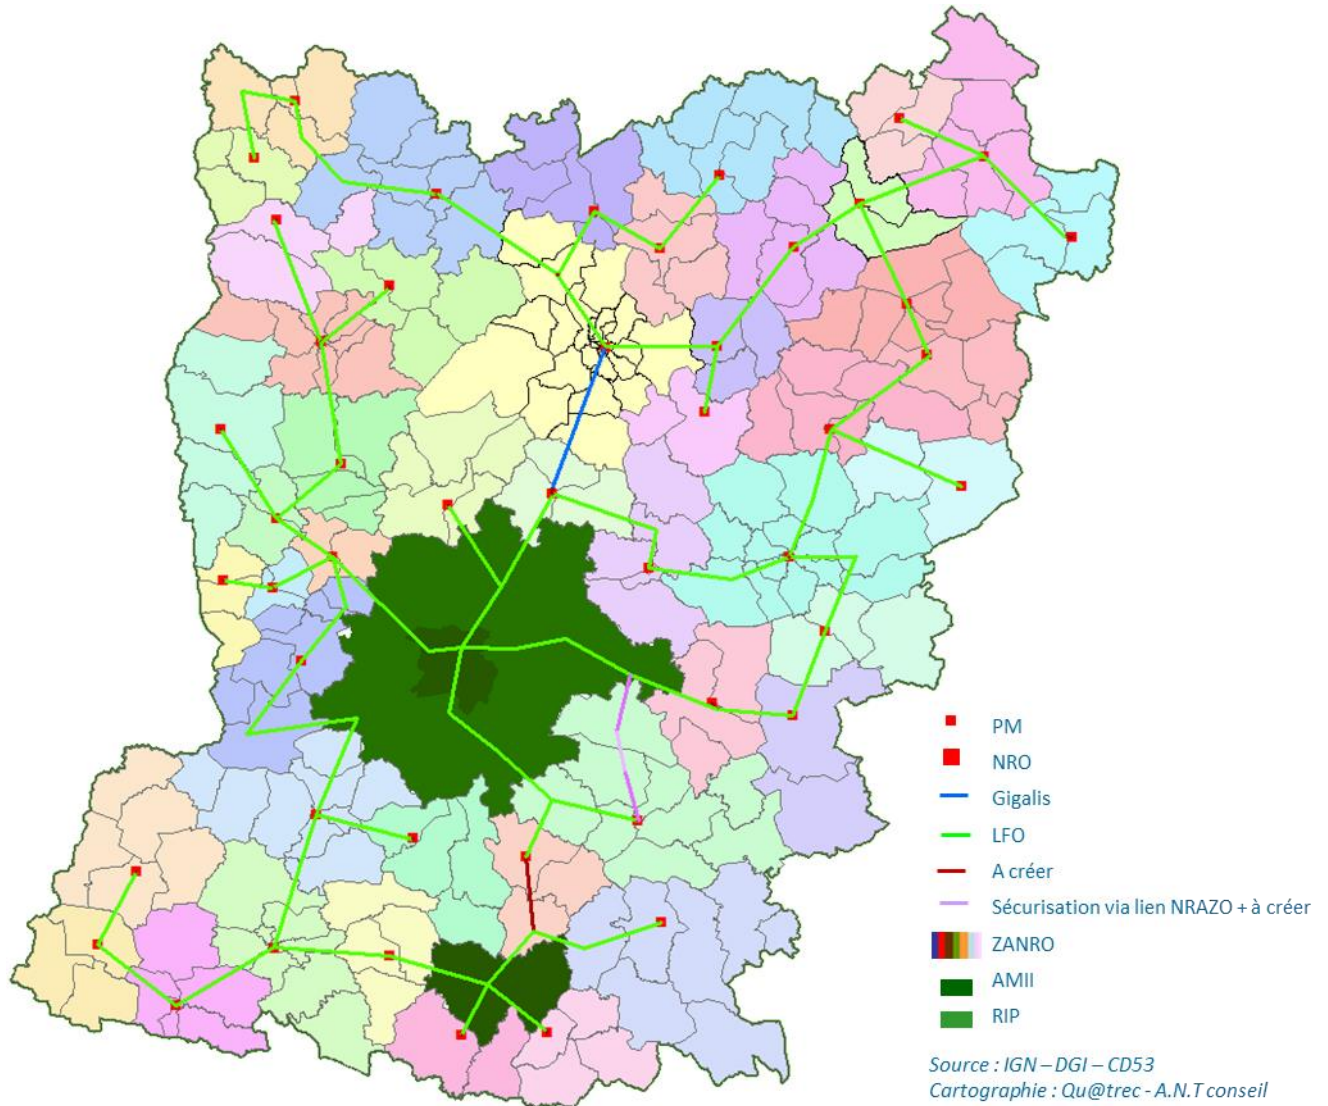 PM
NRO
Gigalis
LFO
A créer
Sécurisation via lien NRAZO + à créer
ZANRO
AMII
RIP
Source : IGN – DGI – CD53
Cartographie : Qu@trec - A.N.T conseil